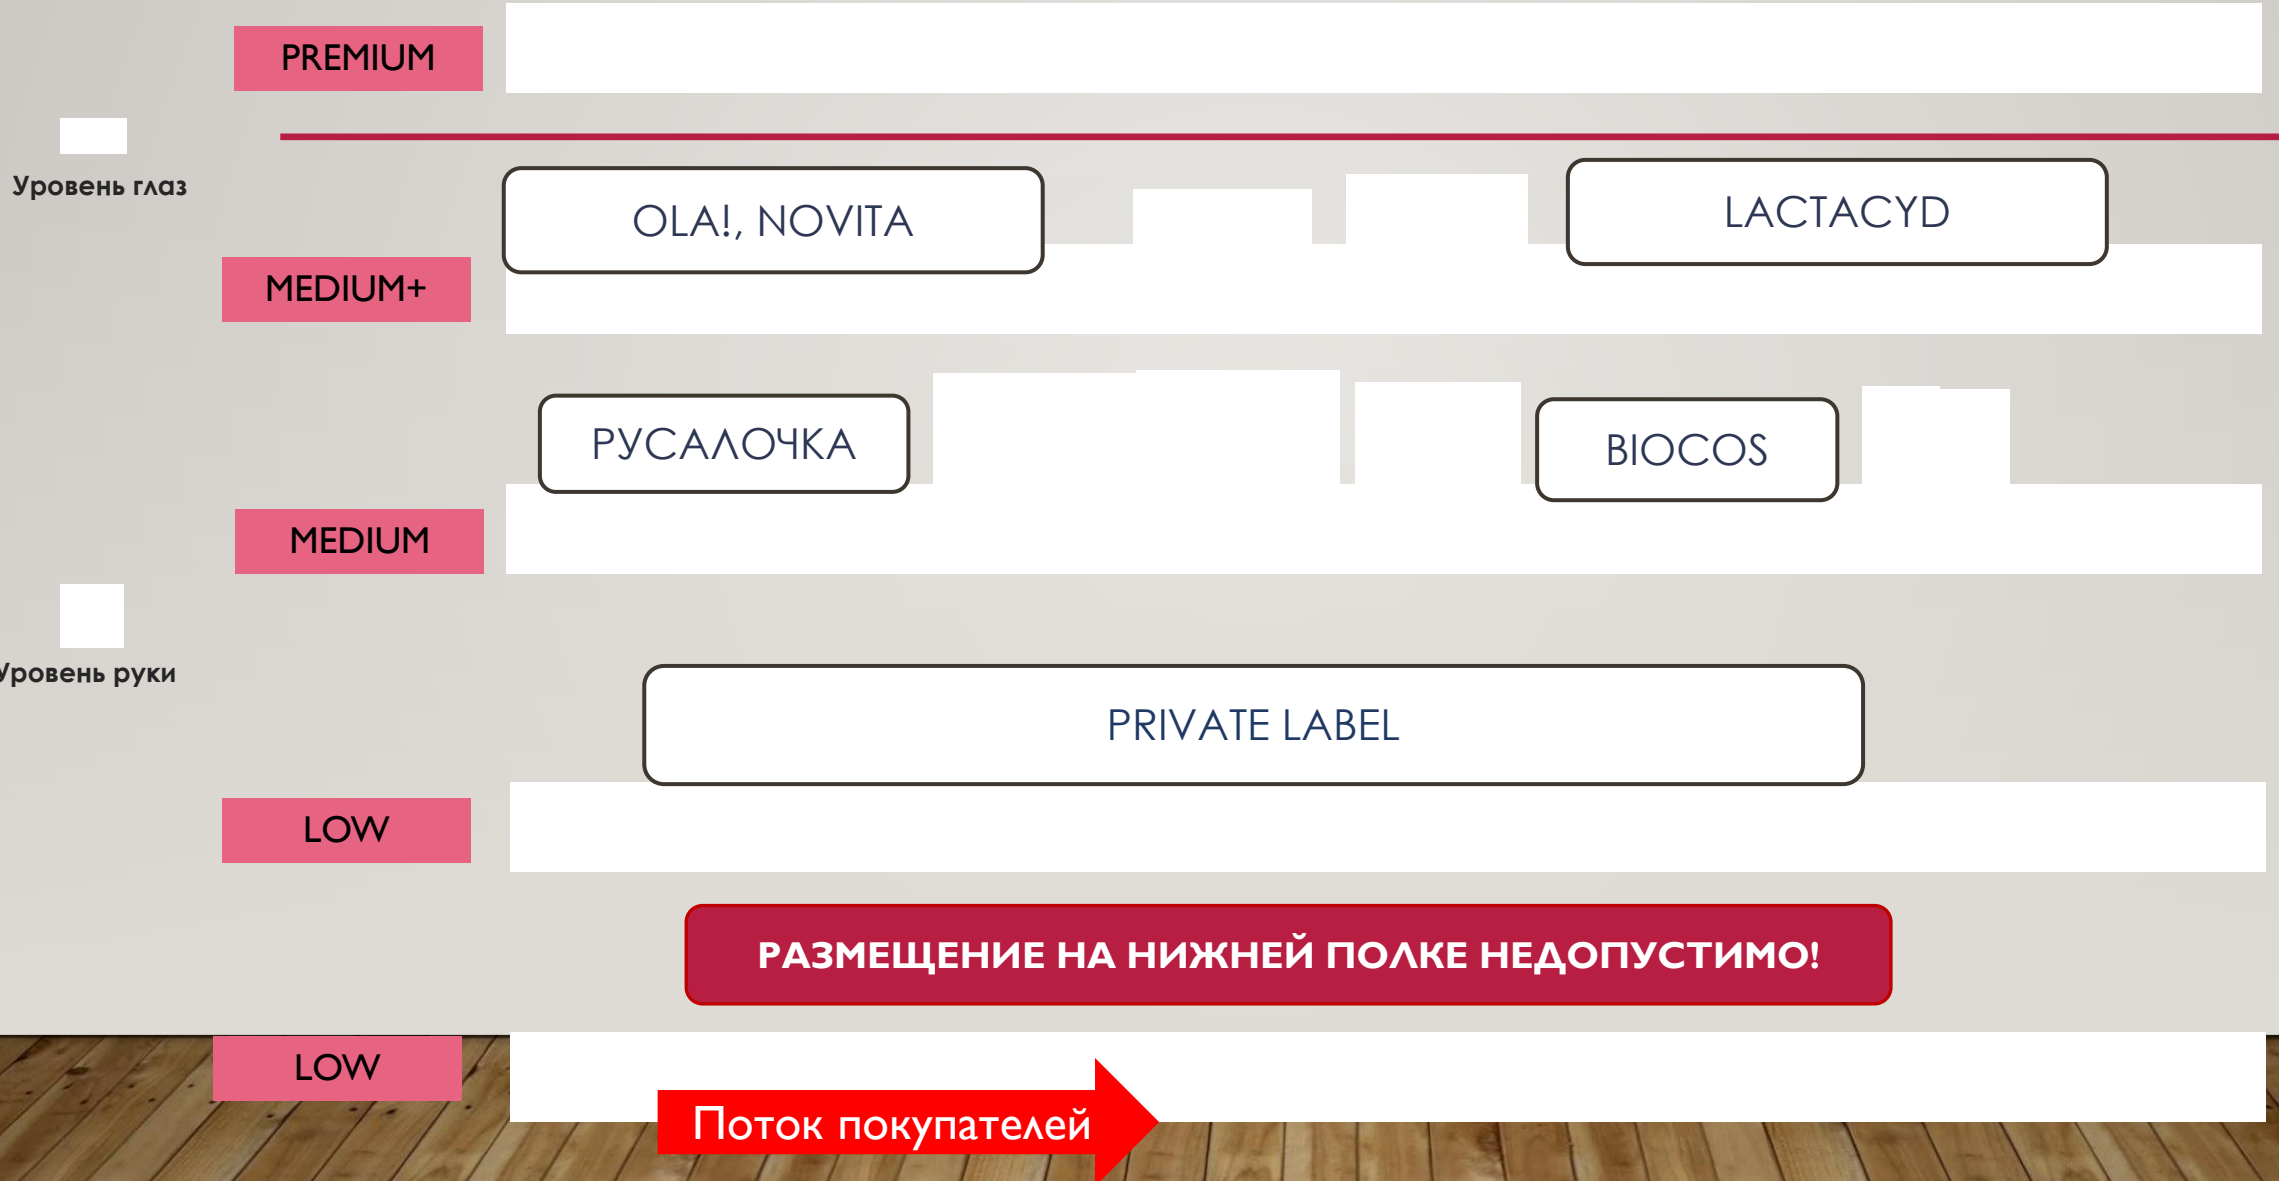 PREMIUM
Уровень глаз
OLA!, NOVITA
LACTACYD
MEDIUM+
РУСАЛОЧКА
BIOCOS
MEDIUM
Уровень руки
PRIVATE LABEL
LOW
РАЗМЕЩЕНИЕ НА НИЖНЕЙ ПОЛКЕ НЕДОПУСТИМО!
LOW
Поток покупателей